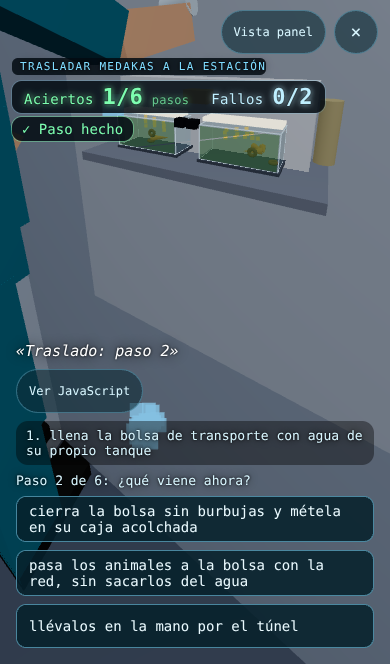 Vista panel
✕
TRASLADAR MEDAKAS A LA ESTACIÓN
Aciertos 1/6 pasos Fallos 0/2
✓ Paso hecho
«Traslado: paso 2»
Ver JavaScript
1. llena la bolsa de transporte con agua de
su propio tanque
Paso 2 de 6: ¿qué viene ahora?
cierra la bolsa sin burbujas y métela
en su caja acolchada
pasa los animales a la bolsa con la
red, sin sacarlos del agua
llévalos en la mano por el túnel